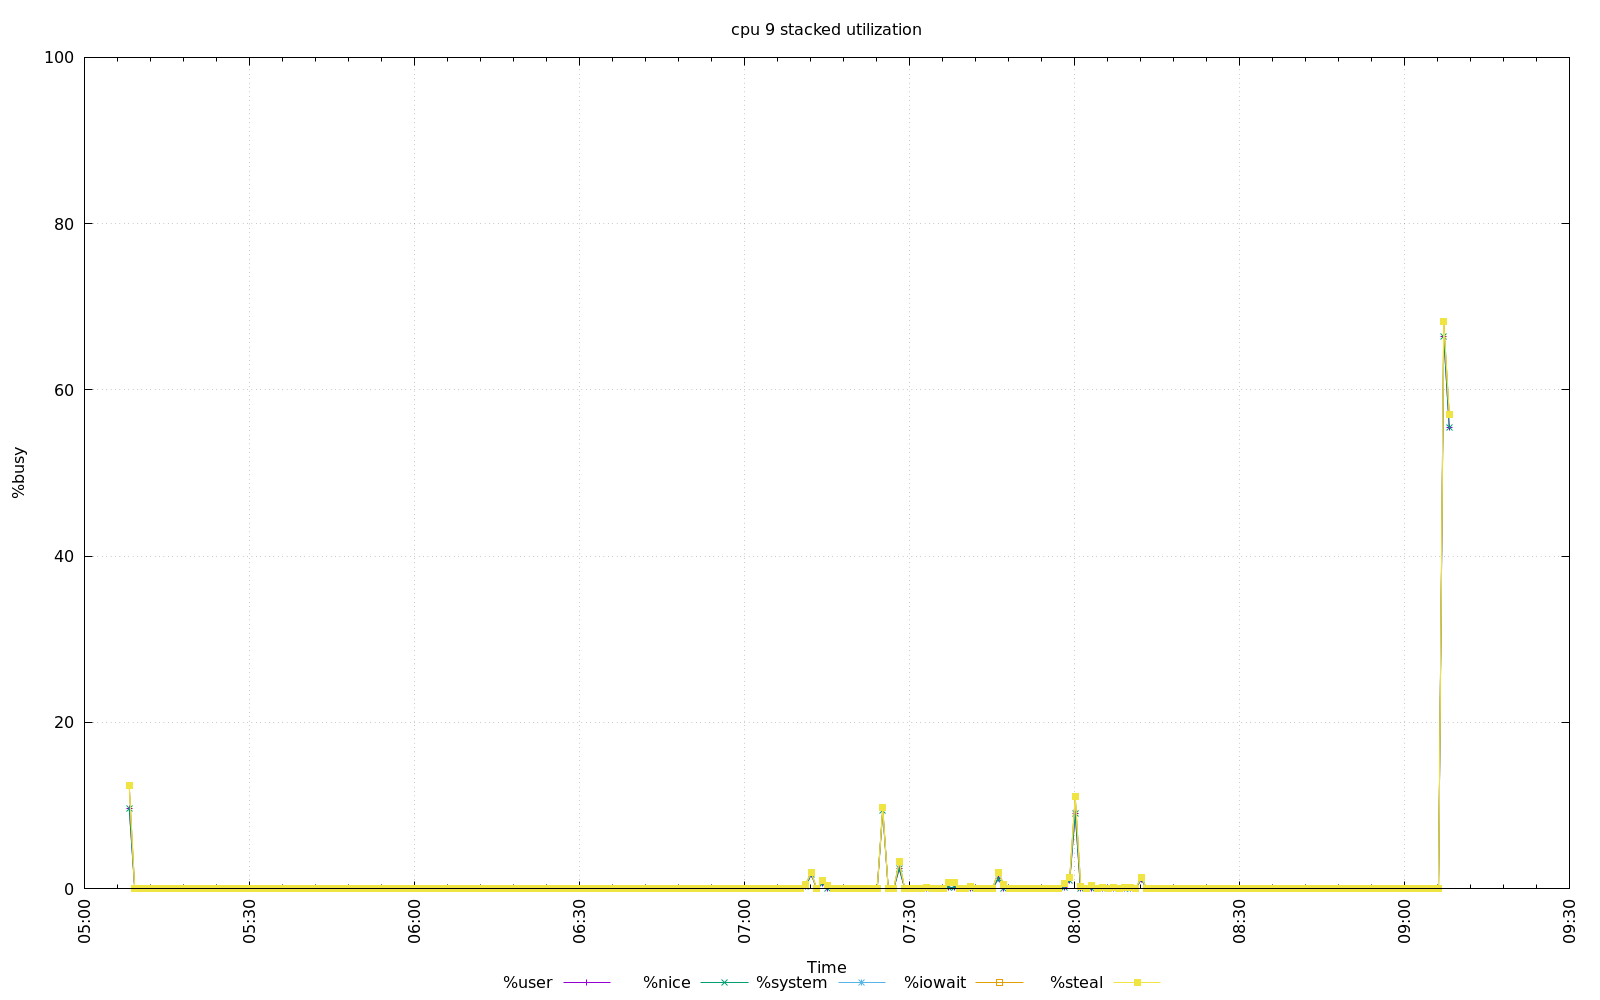 cpu 9 stacked utilization
100
80
60
40
20
0
%busy
05:00 05:30 06:00 06:30 07:00 07:30 08:00 08:30 09:00 09:30
Time
%user %nice %system %iowait %steal